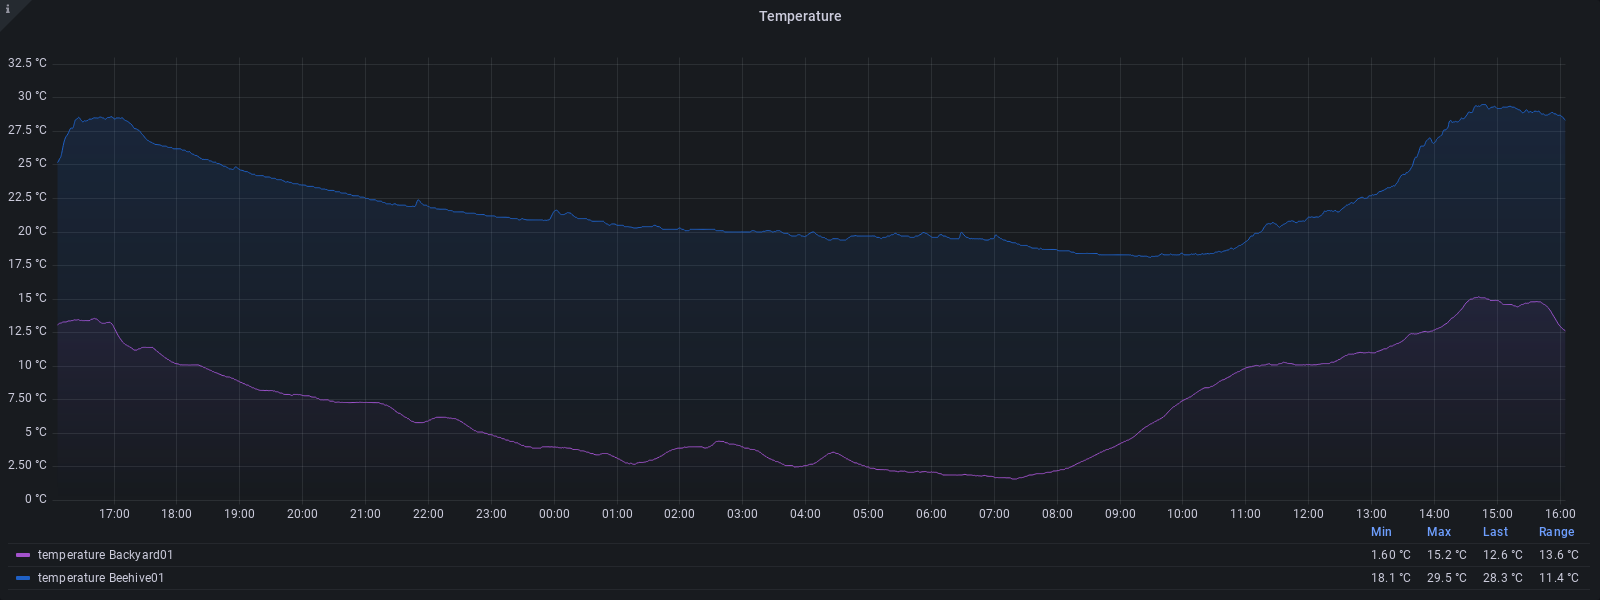 i
Temperature
32.5 °C
30 °C
27.5 °C
25 °C
22.5 °C
20 °C
17.5 °C
15 °C
12.5 °C
10 °C
7.50 °C
5 °C
2.50 °C
0 °C
17:00 18:00 19:00 20:00 21:00 22:00 23:00 00:00 01:00 02:00 03:00 04:00 05:00 06:00 07:00 08:00 09:00 10:00 11:00 12:00 13:00 14:00 15:00 16:00
Min Max Last Range
temperature Backyard01 1.60 °C 15.2 °C 12.6 °C 13.6 °C
temperature Beehive01 18.1 °C 29.5 °C 28.3 °C 11.4 °C